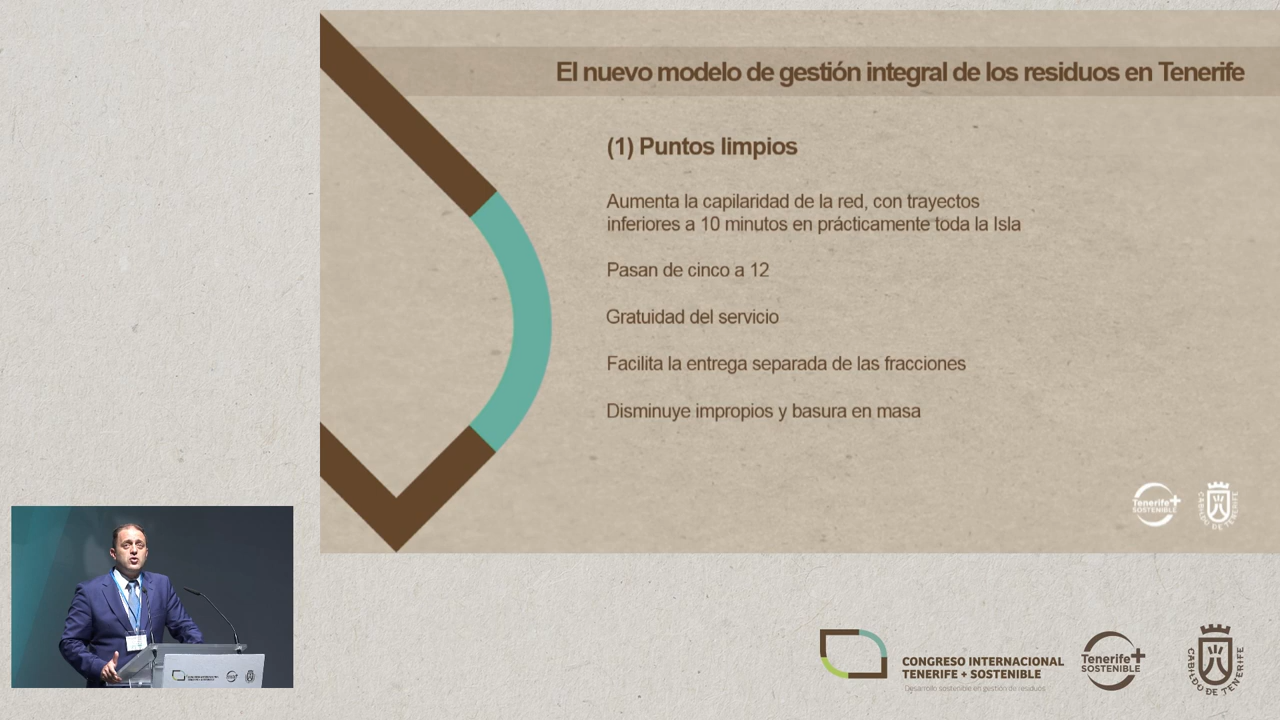 El nuevo modelo de gestión integral de los residuos en Tenerife
(1) Puntos limpios
Aumenta la capilaridad de la red, con trayectos
inferiores a 10 minutos en prácticamente toda la Isla
Pasan de cinco a 12
Gratuidad del servicio
Facilita la entrega separada de las fracciones
Disminuye impropios y basura en masa
Tenerife+
SOSTENIBLE
CABILDO DE TENERIFE
CONGRESO INTERNACIONAL
TENERIFE + SOSTENIBLE
Desarrollo sostenible en gestión de residuos
Tenerife+
SOSTENIBLE
CABILDO DE TENERIFE